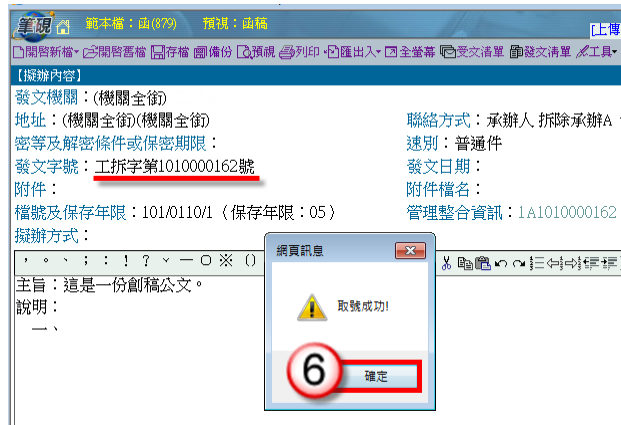 筆硯 範本檔：函(879) 預視：函稿
[上傳
開啓新檔 開啓舊檔 存檔 備份 預視 列印 匯出入 全螢幕 受文清單 發文清單 工具
【擬辦內容】
發文機關：(機關全銜)
地址：(機關全銜)(機關全銜) 聯絡方式：承辦人 拆除承辦A
密等及解密條件或保密期限： 速別：普通件
發文字號：工拆字第1010000162號 發文日期：
附件： 附件檔名：
檔號及保存年限：101/0110/1（保存年限：05） 管理整合資訊：1A1010000162
擬辦方式：
，。、；：！？ˇ－○※（）
網頁訊息
主旨：這是一份創稿公文。
說明：
一、
取號成功!
6 確定